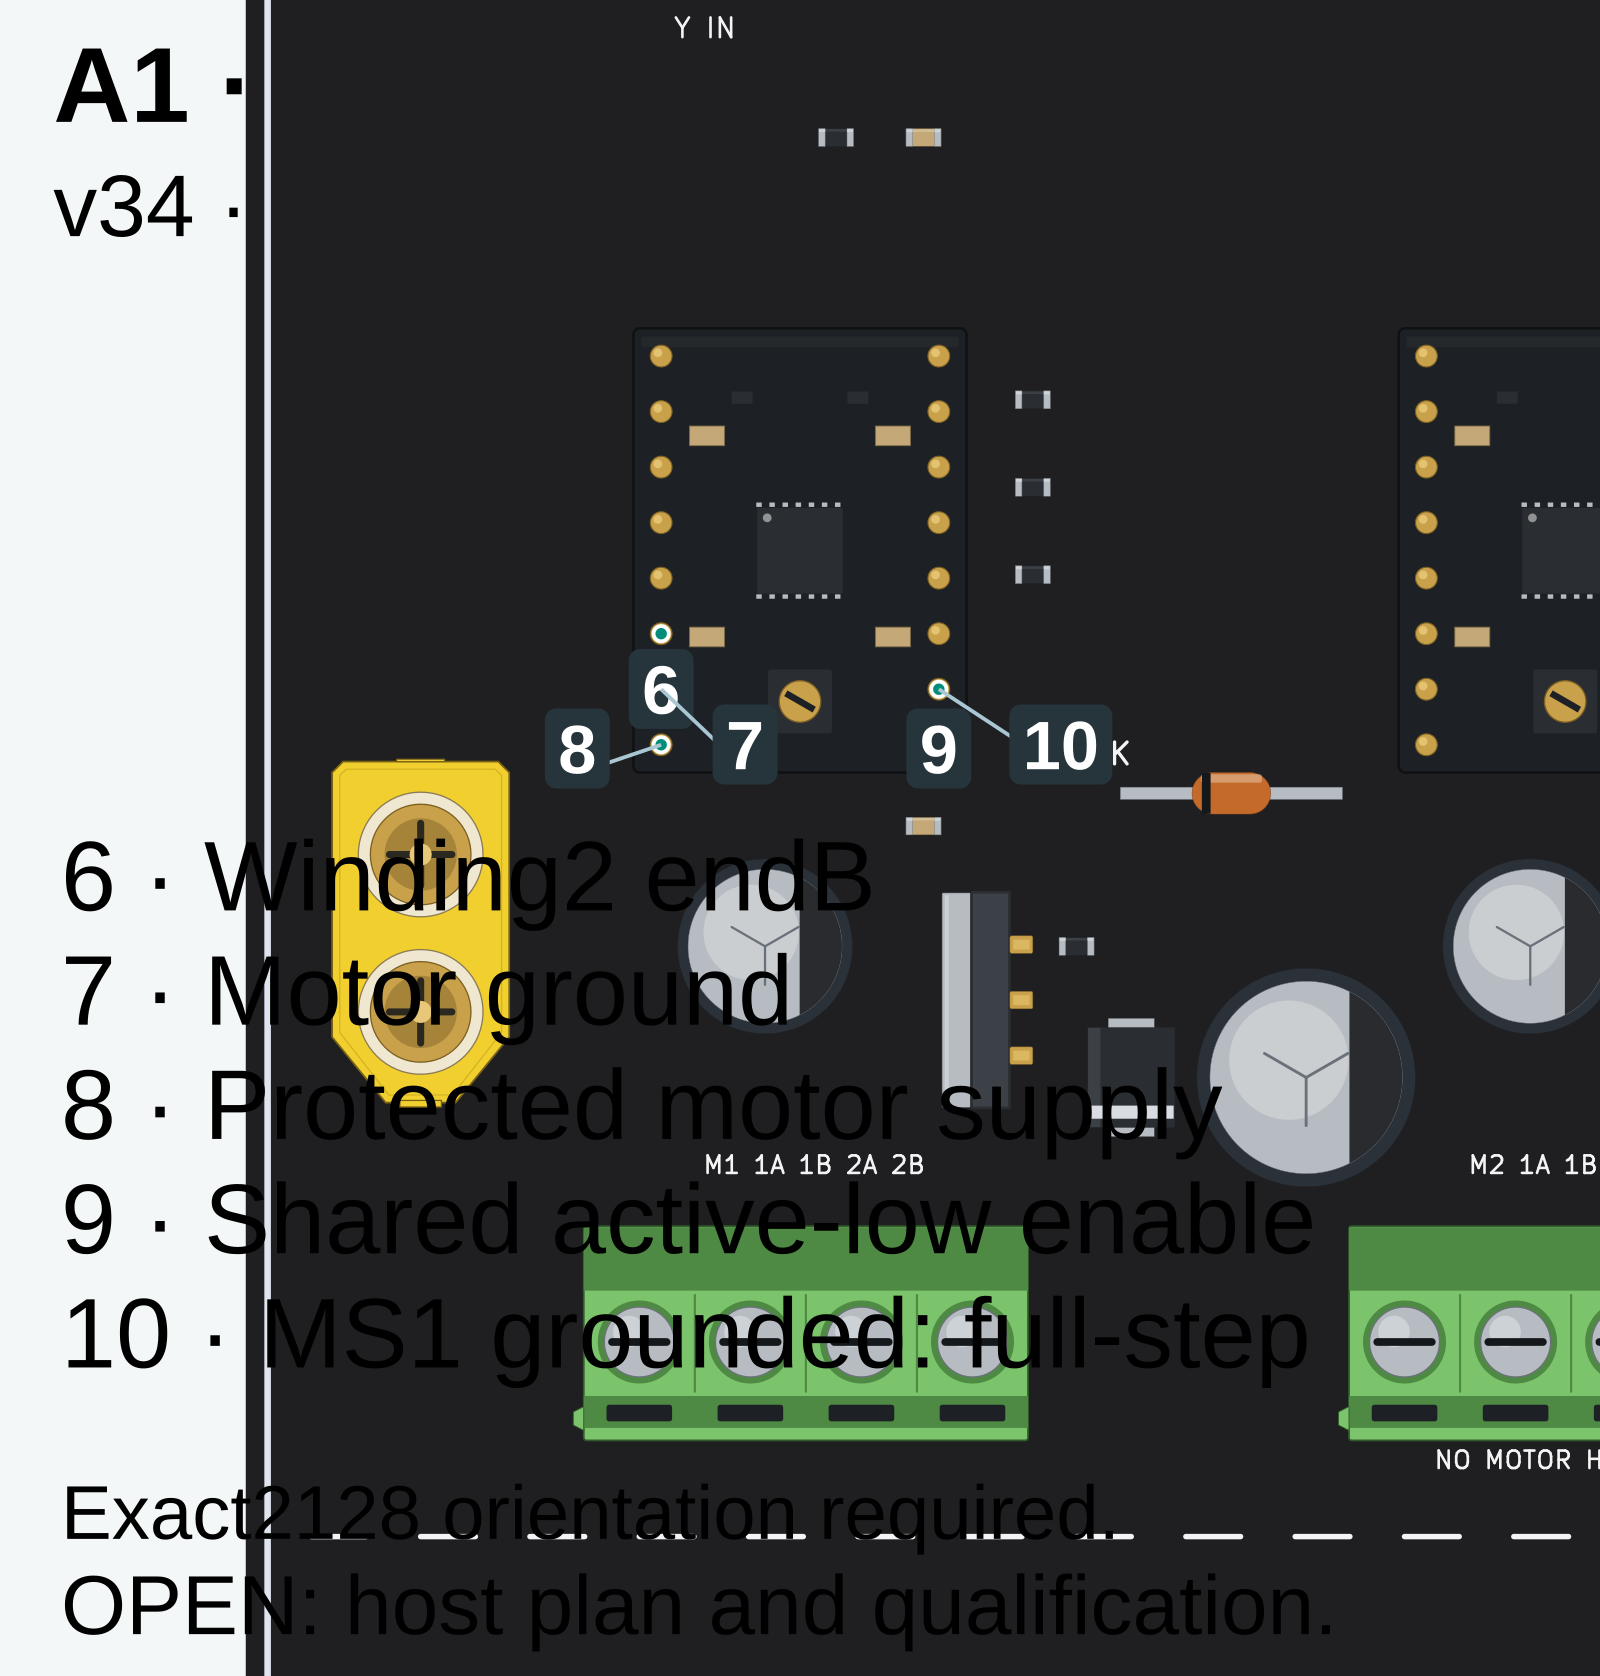 Y IN
A1 ·
v34 ·
6
8
7
9
10
K
6 · Winding2 endB
7 · Motor ground
8 · Protected motor supply
M1 1A 1B 2A 2B
M2 1A 1B
9 · Shared active-low enable
10 · MS1 grounded: full-step
NO MOTOR H
Exact2128 orientation required.
OPEN: host plan and qualification.